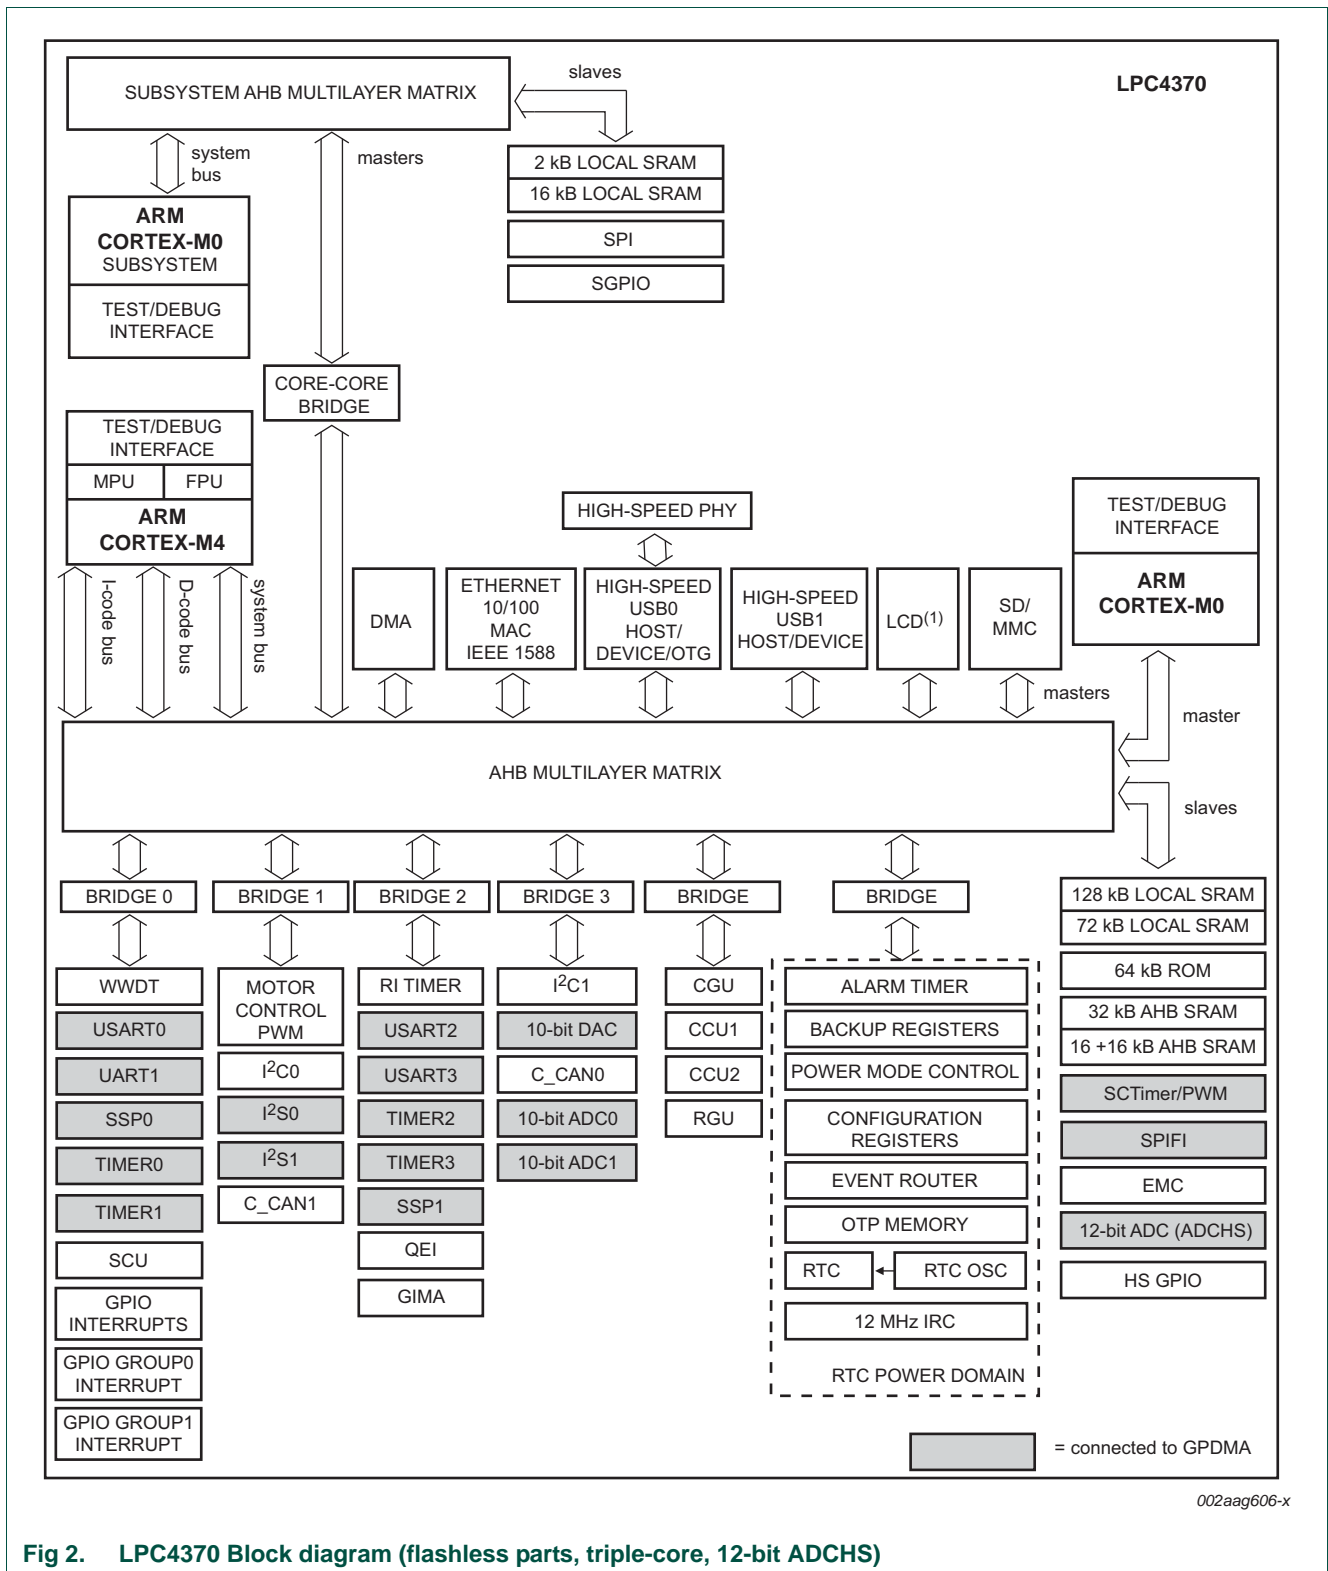 SUBSYSTEM AHB MULTILAYER MATRIX
slaves
LPC4370
system
bus
masters
2 kB LOCAL SRAM
16 kB LOCAL SRAM
SPI
SGPIO
ARM
CORTEX-M0
SUBSYSTEM
TEST/DEBUG
INTERFACE
CORE-CORE
BRIDGE
TEST/DEBUG
INTERFACE
MPU
FPU
ARM
CORTEX-M4
I-code bus
D-code bus
system bus
HIGH-SPEED PHY
DMA
ETHERNET
10/100
MAC
IEEE 1588
HIGH-SPEED
USB0
HOST/
DEVICE/OTG
HIGH-SPEED
USB1
HOST/DEVICE
LCD(1)
SD/
MMC
TEST/DEBUG
INTERFACE
ARM
CORTEX-M0
masters
master
AHB MULTILAYER MATRIX
slaves
BRIDGE 0
BRIDGE 1
BRIDGE 2
BRIDGE 3
BRIDGE
BRIDGE
WWDT
USART0
UART1
SSP0
TIMER0
TIMER1
SCU
GPIO
INTERRUPTS
GPIO GROUP0
INTERRUPT
GPIO GROUP1
INTERRUPT
MOTOR
CONTROL
PWM
I2C0
I2S0
I2S1
C_CAN1
RI TIMER
USART2
USART3
TIMER2
TIMER3
SSP1
QEI
GIMA
I2C1
10-bit DAC
C_CAN0
10-bit ADC0
10-bit ADC1
CGU
CCU1
CCU2
RGU
ALARM TIMER
BACKUP REGISTERS
POWER MODE CONTROL
CONFIGURATION
REGISTERS
EVENT ROUTER
OTP MEMORY
RTC
RTC OSC
12 MHz IRC
RTC POWER DOMAIN
128 kB LOCAL SRAM
72 kB LOCAL SRAM
64 kB ROM
32 kB AHB SRAM
16 +16 kB AHB SRAM
SCTimer/PWM
SPIFI
EMC
12-bit ADC (ADCHS)
HS GPIO
= connected to GPDMA
002aag606-x
Fig 2. LPC4370 Block diagram (flashless parts, triple-core, 12-bit ADCHS)